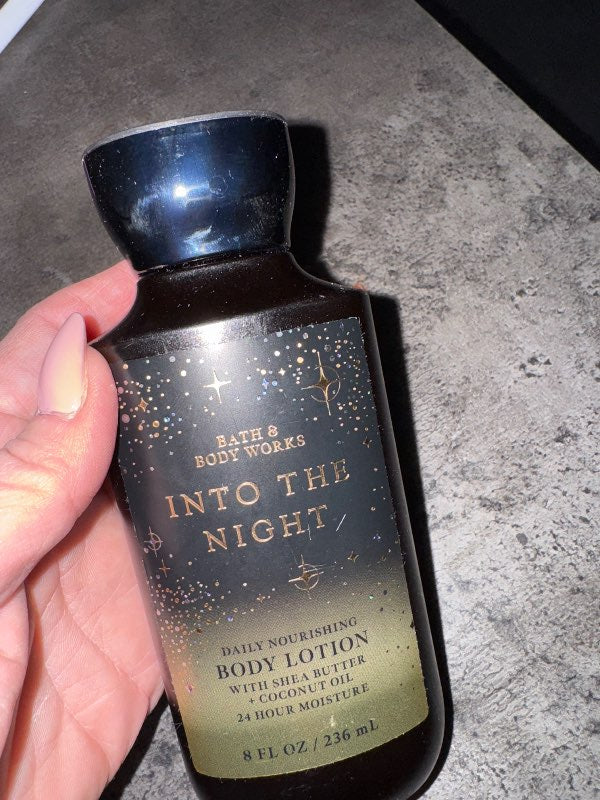 BATH &
BODY WORKS
INTO THE
NIGHT
DAILY NOURISHING
BODY LOTION
WITH SHEA BUTTER
+ COCONUT OIL
24 HOUR MOISTURE
8 FL OZ / 236 mL